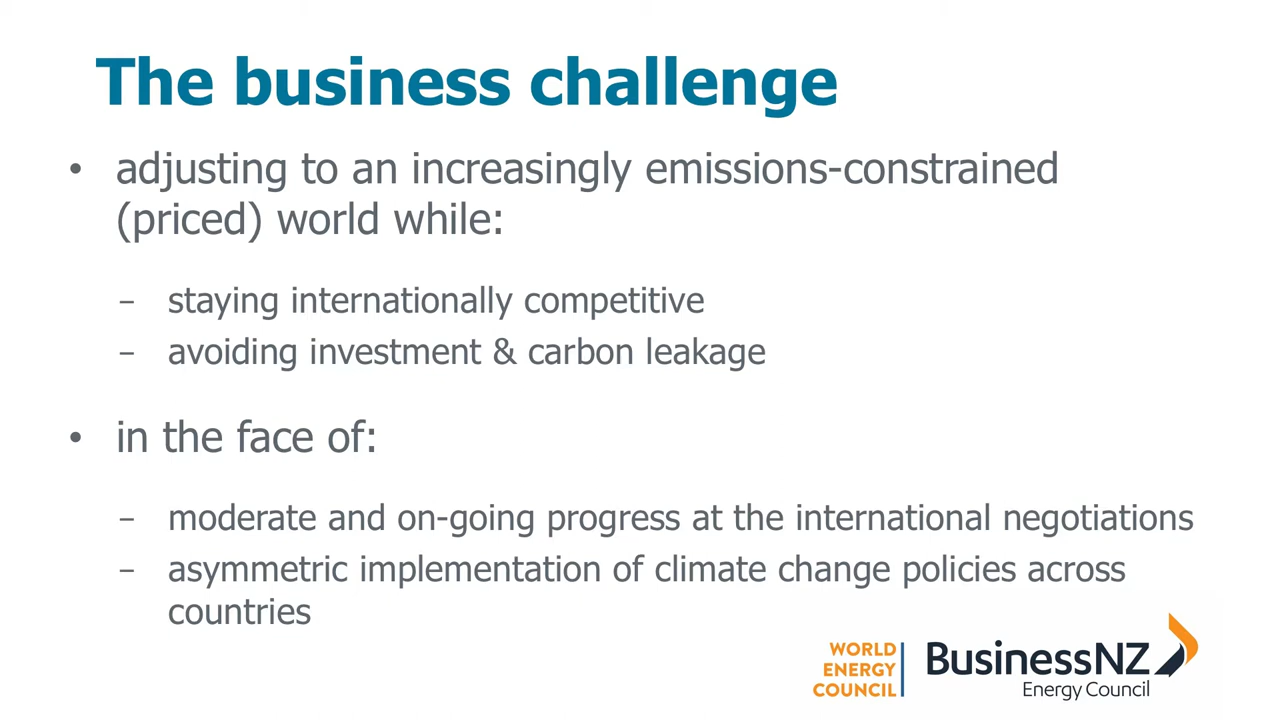 The business challenge
• adjusting to an increasingly emissions-constrained
(priced) world while:
- staying internationally competitive
- avoiding investment & carbon leakage
• in the face of:
- moderate and on-going progress at the international negotiations
- asymmetric implementation of climate change policies across
countries
WORLD
ENERGY
COUNCIL
BusinessNZ
Energy Council